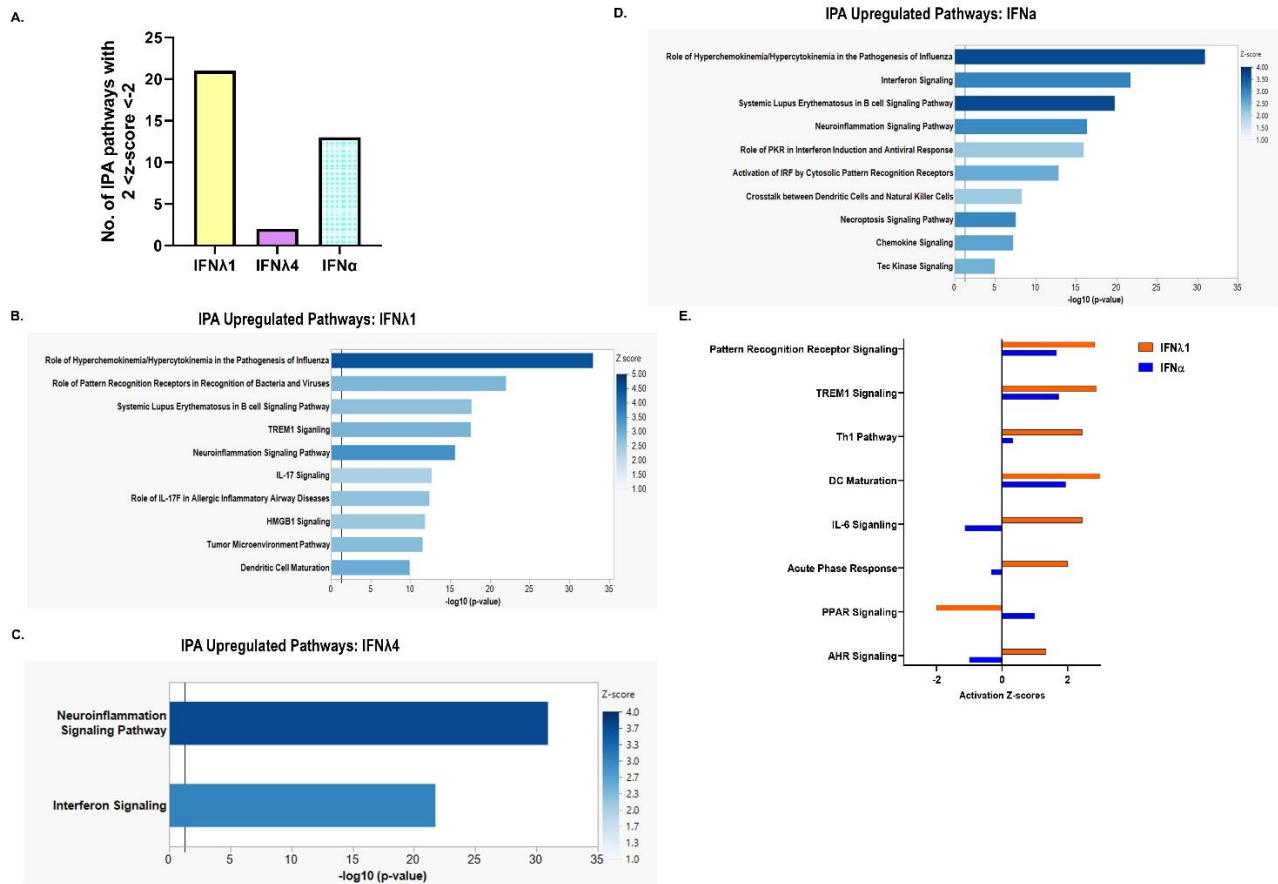 A.
No. of IPA pathways with
2 <z-score <-2
25
20
15
10
5
0
IFNλ1
IFNλ4
IFNα
B.
IPA Upregulated Pathways: IFNλ1
Role of Hyperchemokinemia/Hypercytokinemia in the Pathogenesis of Influenza
Role of Pattern Recognition Receptors in Recognition of Bacteria and Viruses
Systemic Lupus Erythematosus in B cell Signaling Pathway
TREM1 Siganling
Neuroinflammation Signaling Pathway
IL-17 Signaling
Role of IL-17F in Allergic Inflammatory Airway Diseases
HMGB1 Signaling
Tumor Microenvironment Pathway
Dendritic Cell Maturation
0 5 10 15 20 25 30 35
-log10 (p-value)
Z score
5.00
4.50
4.00
3.50
3.00
2.50
2.00
1.50
1.00
C.
IPA Upregulated Pathways: IFNλ4
Neuroinflammation
Signaling Pathway
Interferon Signaling
0 5 10 15 20 25 30 35
-log10 (p-value)
Z-score
4.0
3.7
3.3
3.0
2.7
2.3
2.0
1.7
1.3
1.0
D.
IPA Upregulated Pathways: IFNa
Role of Hyperchemokinemia/Hypercytokinemia in the Pathogenesis of Influenza
Interferon Signaling
Systemic Lupus Erythematosus in B cell Signaling Pathway
Neuroinflammation Signaling Pathway
Role of PKR in Interferon Induction and Antiviral Response
Activation of IRF by Cytosolic Pattern Recognition Receptors
Crosstalk between Dendritic Cells and Natural Killer Cells
Necroptosis Signaling Pathway
Chemokine Signaling
Tec Kinase Signaling
0 5 10 15 20 25 30 35
-log10 (p-value)
Z-score
4.00
3.50
3.00
2.50
2.00
1.50
1.00
E.
Pattern Recognition Receptor Signaling
TREM1 Signaling
Th1 Pathway
DC Maturation
IL-6 Siganling
Acute Phase Response
PPAR Signaling
AHR Signaling
-2 0 2
Activation Z-scores
IFNλ1
IFNα